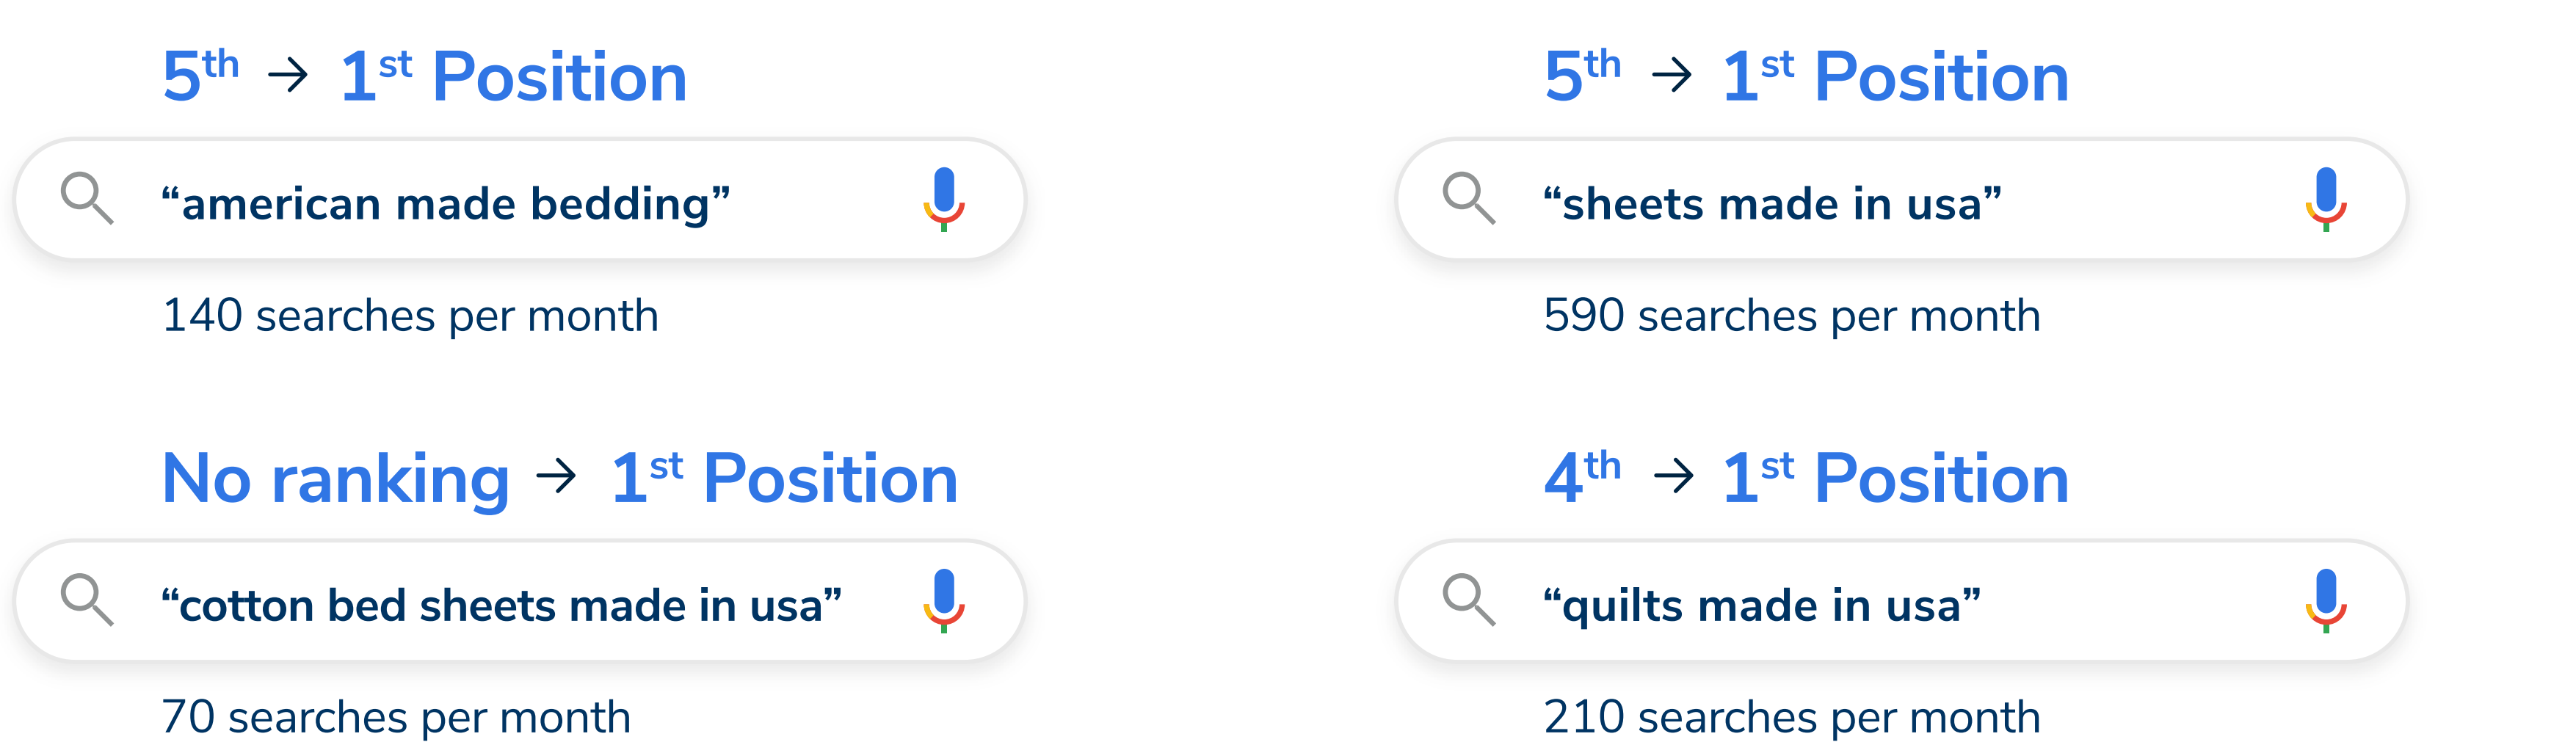 5th → 1st Position
“american made bedding”
140 searches per month
5th → 1st Position
“sheets made in usa”
590 searches per month
No ranking → 1st Position
“cotton bed sheets made in usa”
70 searches per month
4th → 1st Position
“quilts made in usa”
210 searches per month